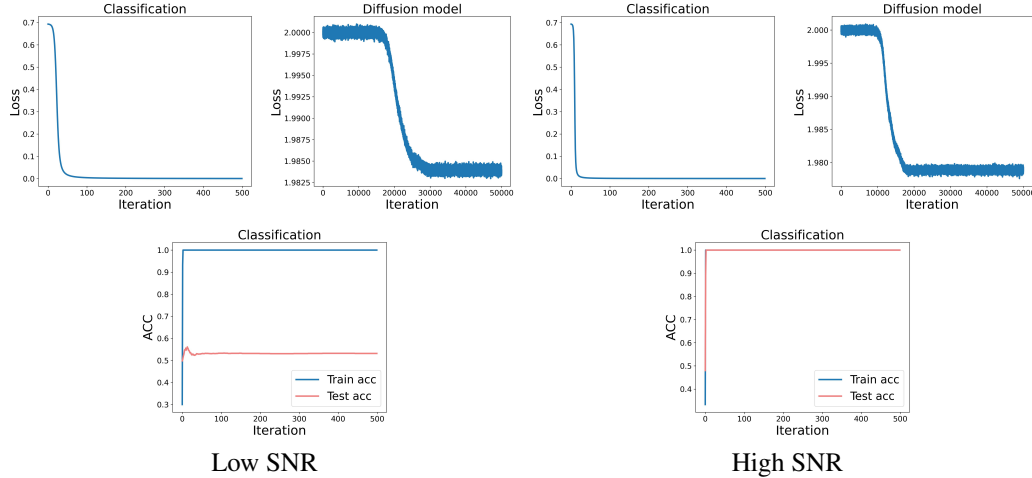 Classification
0.7
0.6
0.5
0.4
0.3
0.2
0.1
0.0
Loss
0 100 200 300 400 500
Iteration
Diffusion model
2.0000
1.9975
1.9950
1.9925
1.9900
1.9875
1.9850
1.9825
Loss
0 10000 20000 30000 40000 50000
Iteration
Classification
0.7
0.6
0.5
0.4
0.3
0.2
0.1
0.0
Loss
0 100 200 300 400 500
Iteration
Diffusion model
2.000
1.995
1.990
1.985
1.980
Loss
0 10000 20000 30000 40000 50000
Iteration
Classification
1.0
0.9
0.8
0.7
0.6
0.5
0.4
0.3
ACC
0 100 200 300 400 500
Iteration
Train acc
Test acc
Low SNR
Classification
1.0
0.9
0.8
0.7
0.6
0.5
0.4
ACC
0 100 200 300 400 500
Iteration
Train acc
Test acc
High SNR